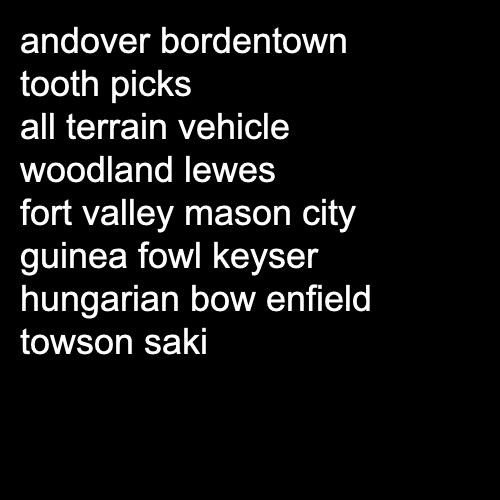 andover bordentown
tooth picks
all terrain vehicle
woodland lewes
fort valley mason city
guinea fowl keyser
hungarian bow enfield
towson saki